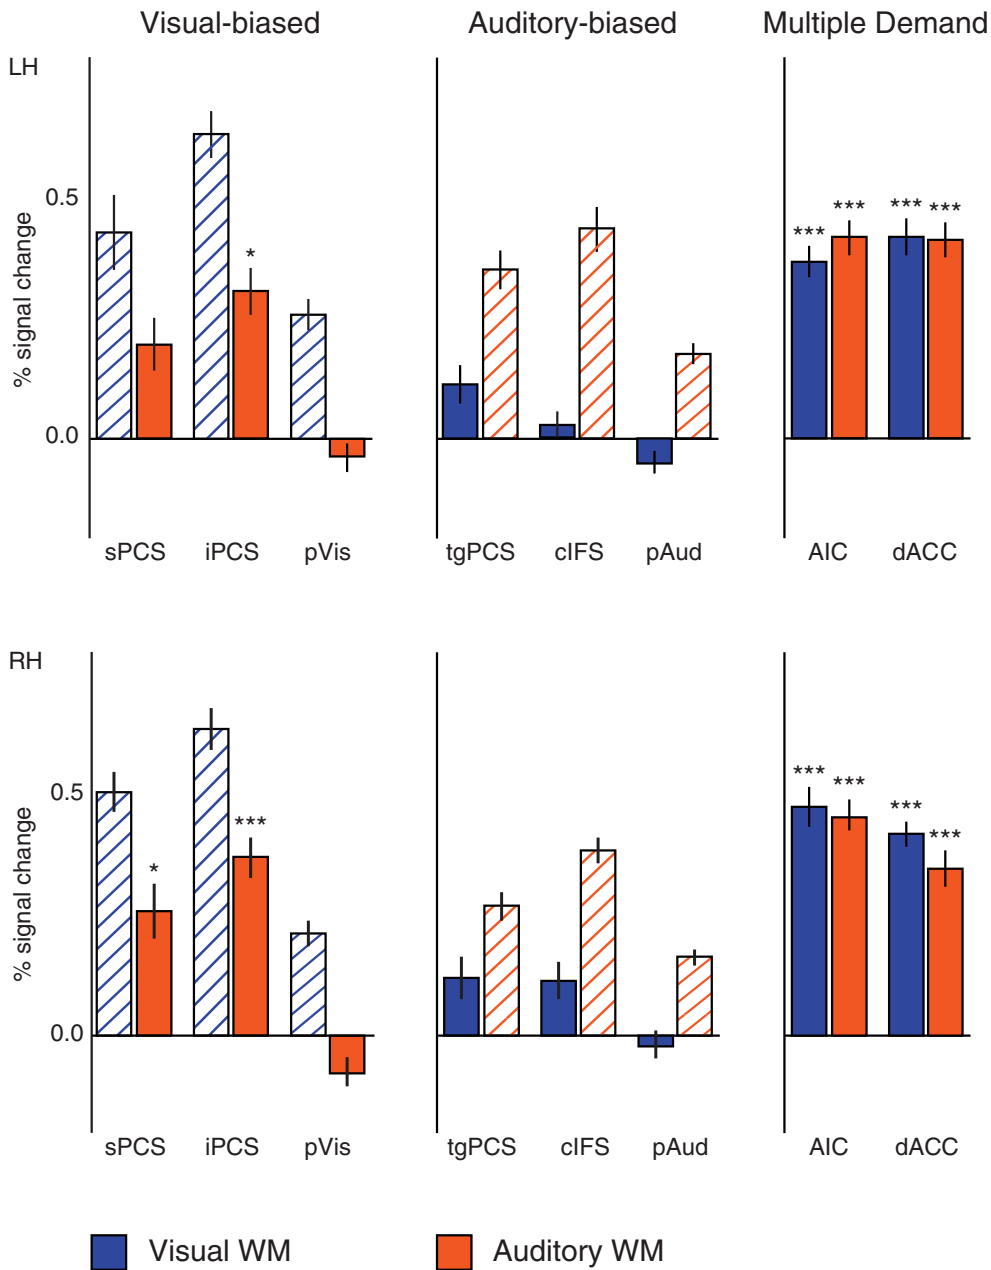 Visual-biased Auditory-biased Multiple Demand
LH
% signal change
0.5
0.0
* *** *** *** ***
sPCS iPCS pVis tgPCS cIFS pAud AIC dACC
RH
% signal change
0.5
0.0
* *** *** *** *** ***
sPCS iPCS pVis tgPCS cIFS pAud AIC dACC
Visual WM Auditory WM